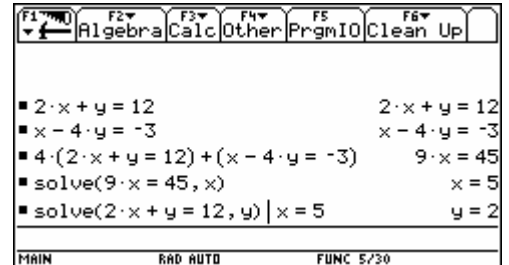 F1 F2 F3 F4 F5 F6
Algebra Calc Other PrgmIO Clean Up
▪ 2·x + y = 12 2·x + y = 12
▪ x - 4·y = ⁻3 x - 4·y = ⁻3
▪ 4·(2·x + y = 12) + (x - 4·y = ⁻3) 9·x = 45
▪ solve(9·x = 45, x) x = 5
▪ solve(2·x + y = 12, y) | x = 5 y = 2
MAIN RAD AUTO FUNC 5/30